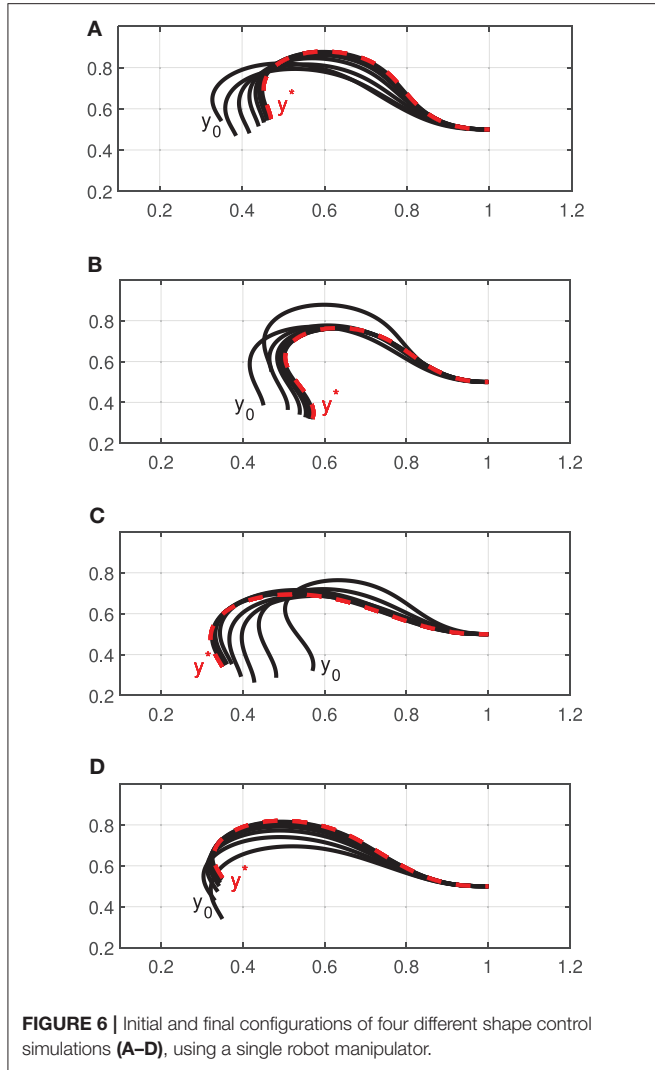 A
0.8
0.6
0.4
0.2
y0
y*
0.2 0.4 0.6 0.8 1 1.2
B
0.8
0.6
0.4
0.2
y0
y*
0.2 0.4 0.6 0.8 1 1.2
C
0.8
0.6
0.4
0.2
y*
y0
0.2 0.4 0.6 0.8 1 1.2
D
0.8
0.6
0.4
0.2
y0
y*
0.2 0.4 0.6 0.8 1 1.2
FIGURE 6 | Initial and final configurations of four different shape control
simulations (A–D), using a single robot manipulator.